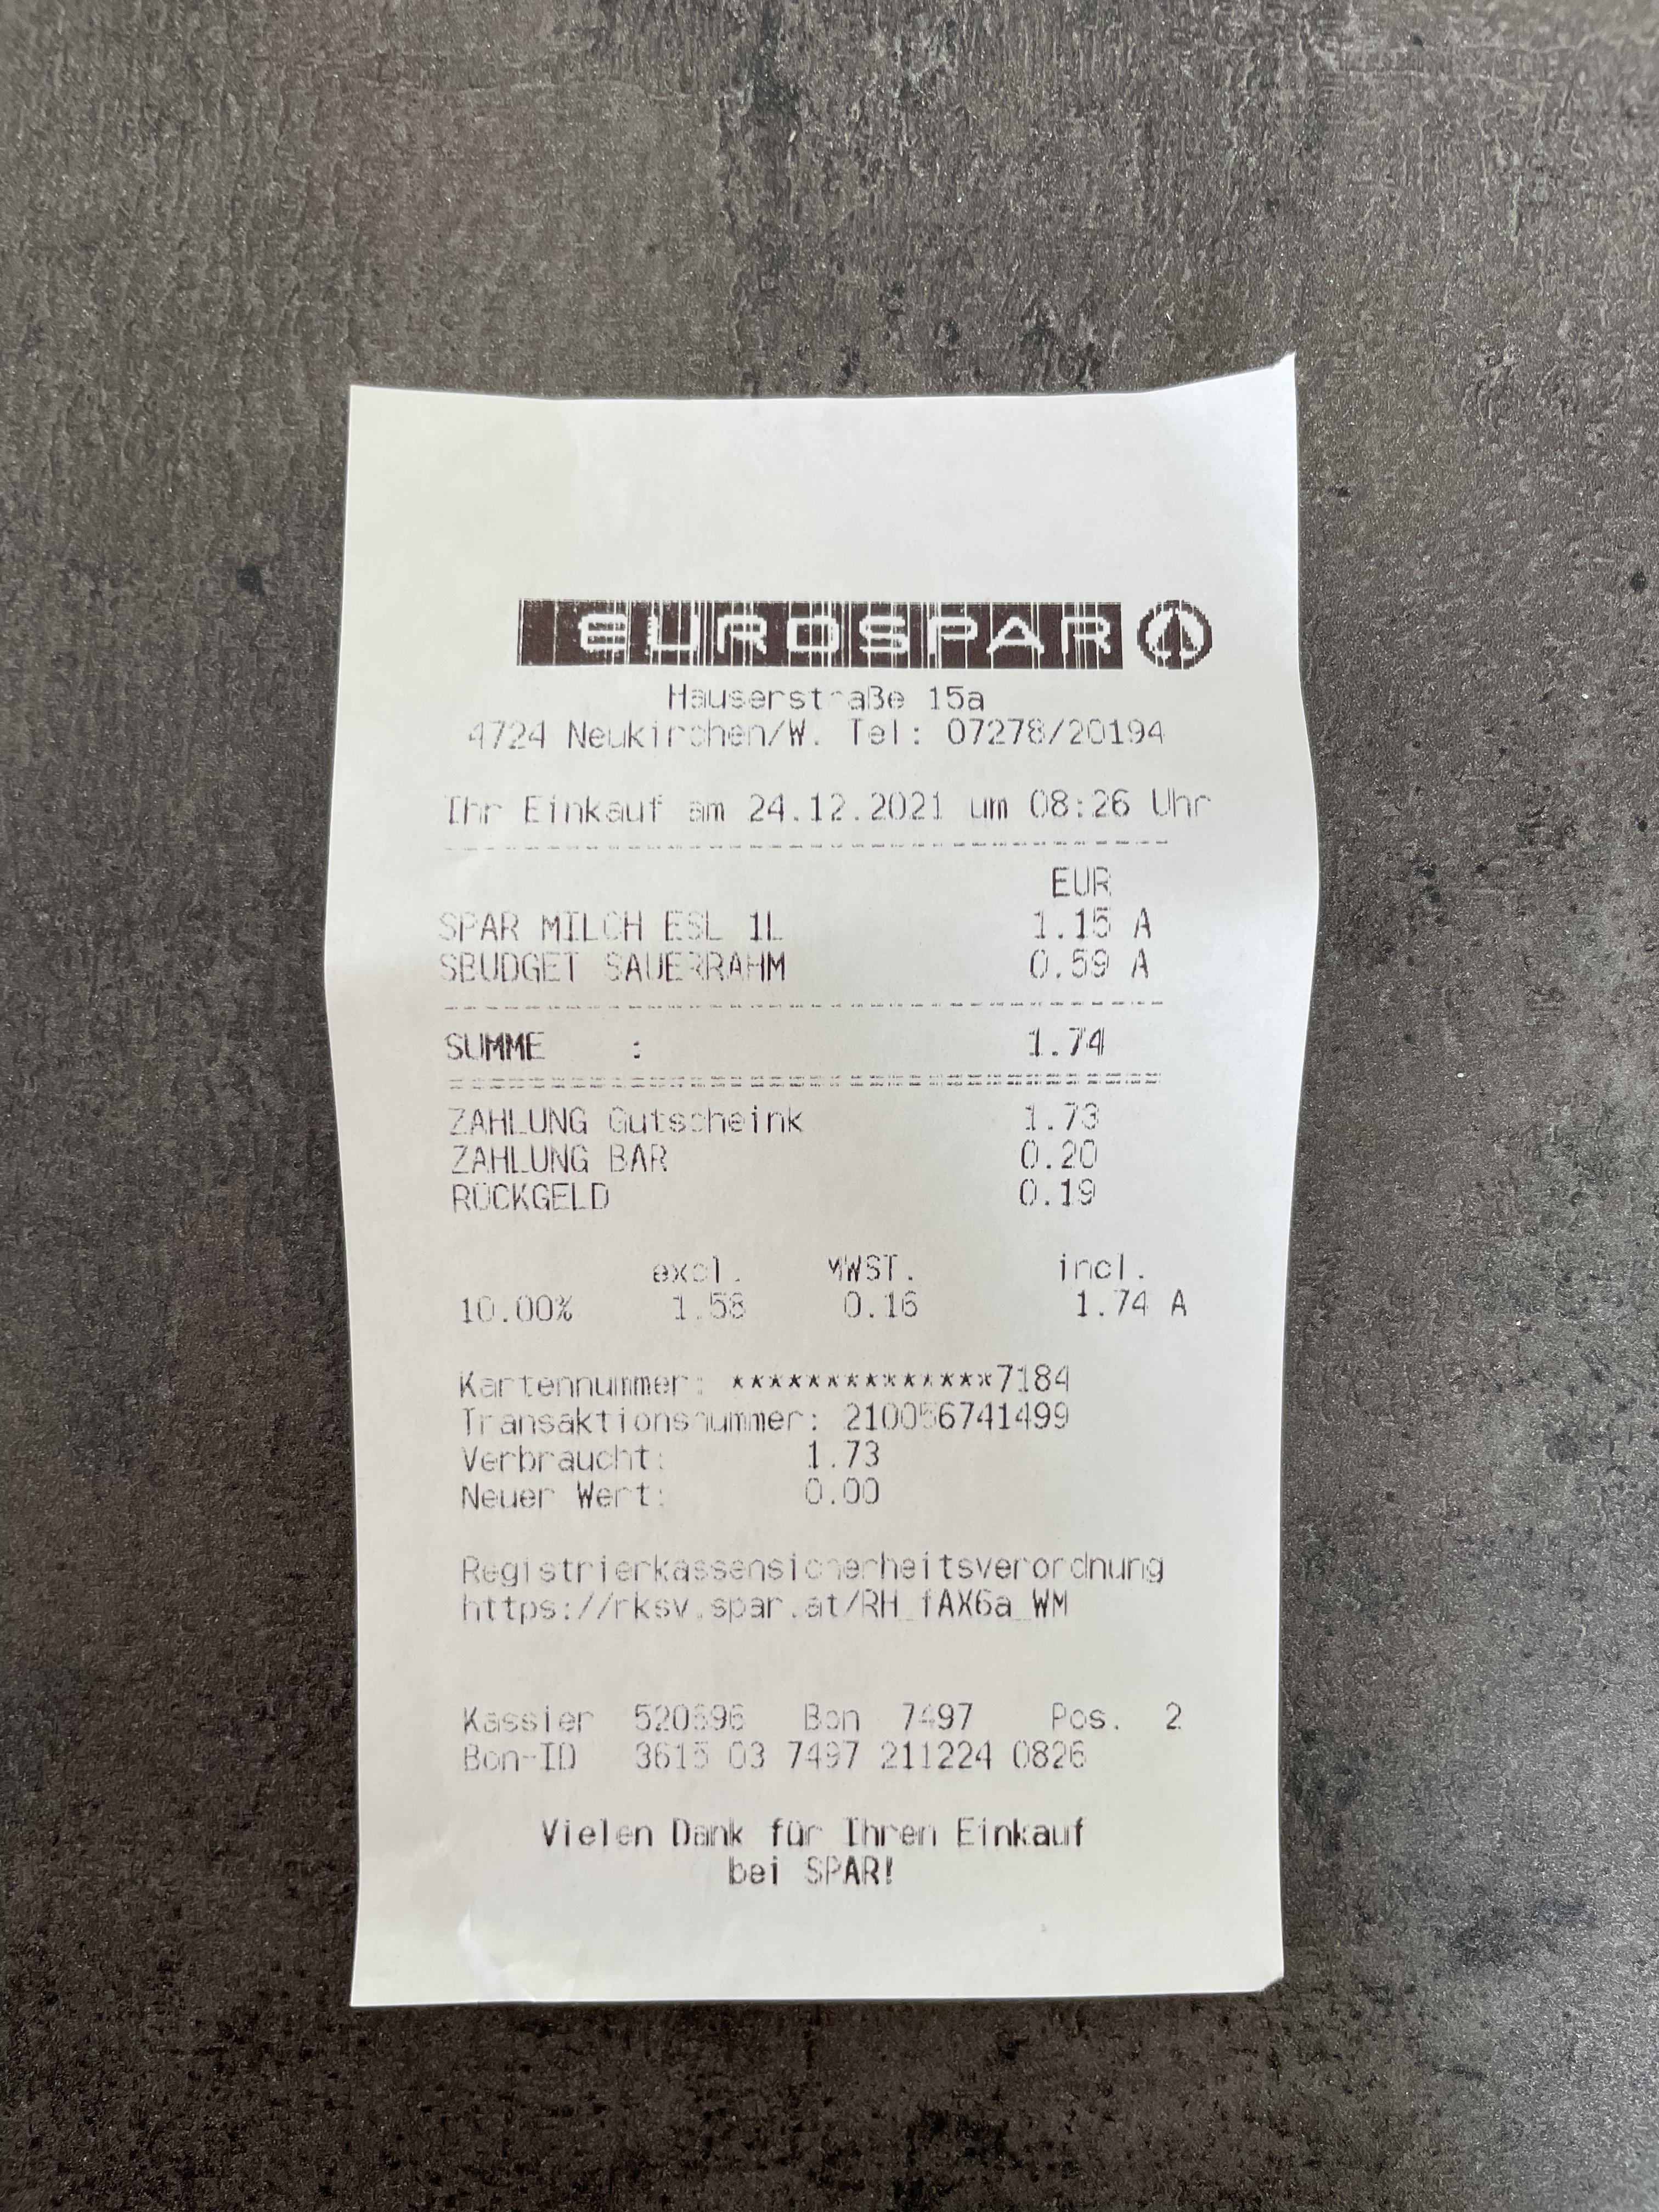 EUROSPAR
Hauserstraße 15a
4724 Neukirchen/W. Tel: 07278/20194
Ihr Einkauf am 24.12.2021 um 08:26 Uhr
EUR
SPAR MILCH ESL 1L 1.15 A
SBUDGET SAUERRAHM 0.59 A
SUMME : 1.74
ZAHLUNG Gutscheink 1.73
ZAHLUNG BAR 0.20
RÜCKGELD 0.19
excl. MWST. incl.
10.00% 1.58 0.16 1.74 A
Kartennummer: **************7184
Transaktionsnummer: 210056741499
Verbraucht: 1.73
Neuer Wert: 0.00
Registrierkassensicherheitsverordnung
https://rksv.spar.at/RH_fAX6a_WM
Kassier 520696 Bon 7497 Pos. 2
Bon-ID 3615 03 7497 211224 0826
Vielen Dank für Ihren Einkauf
bei SPAR!